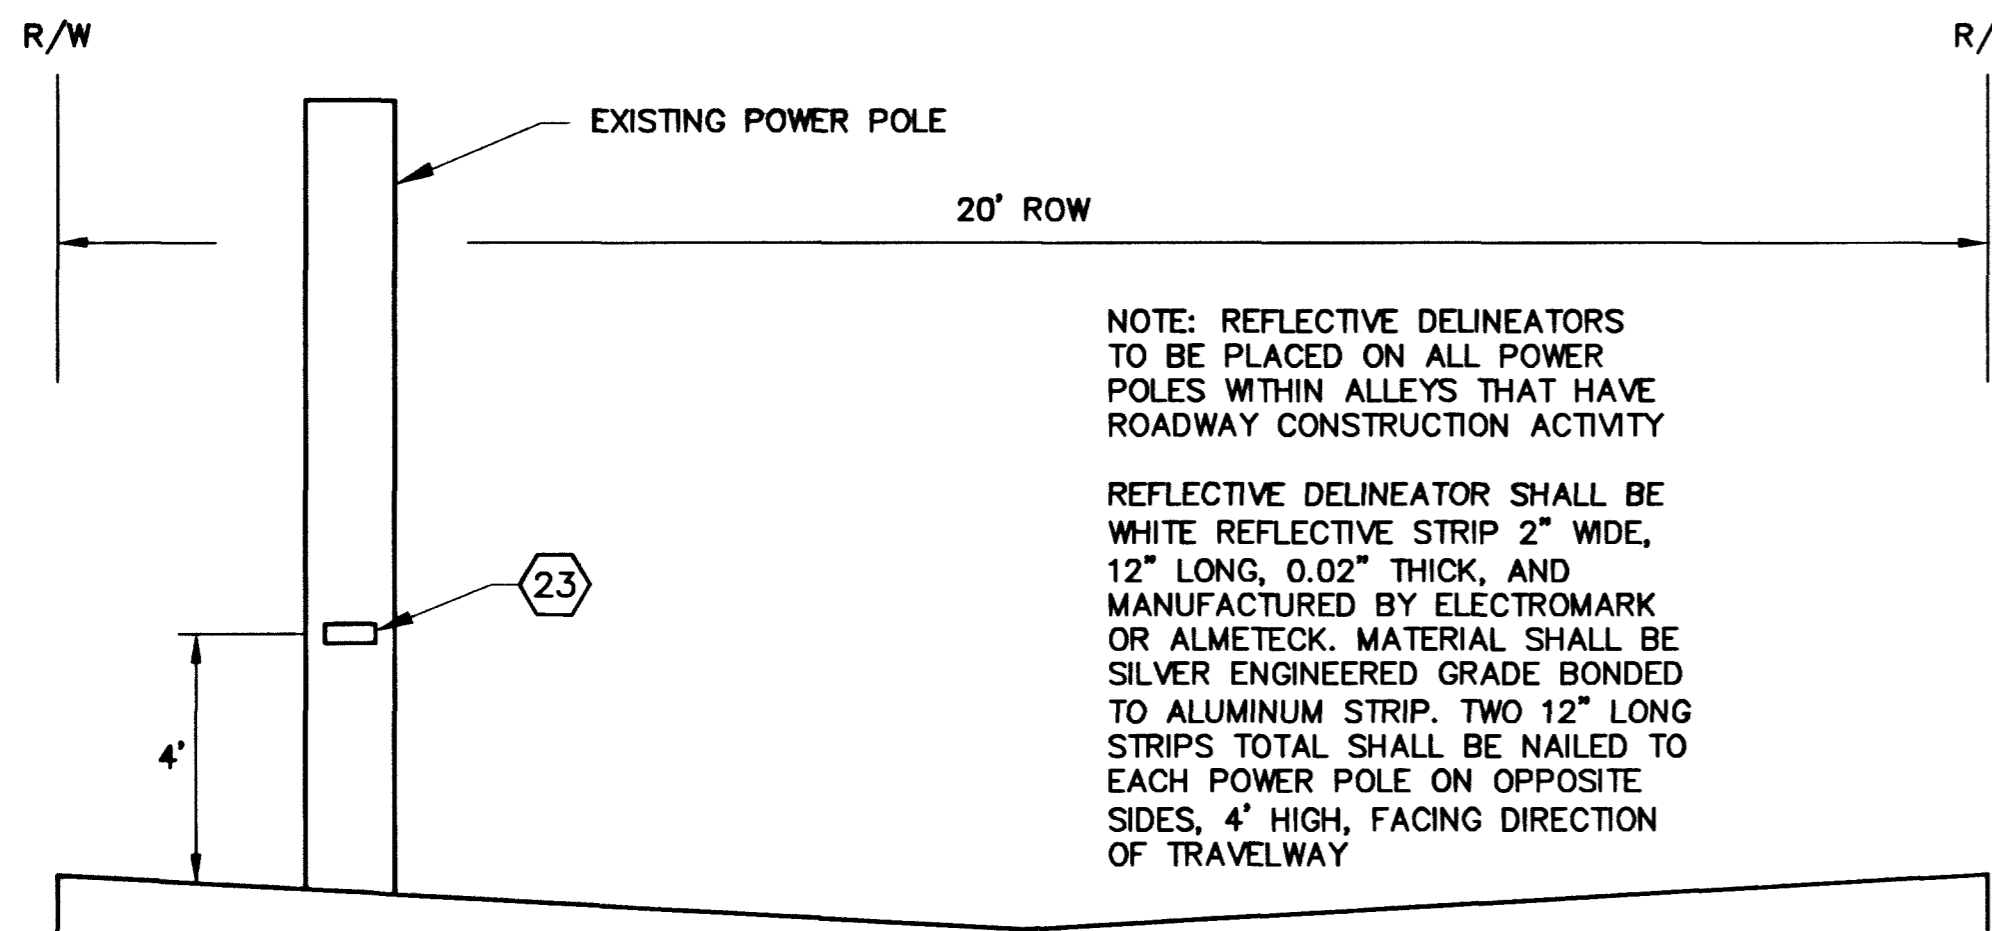 R/W
R/
EXISTING POWER POLE
20' ROW
NOTE: REFLECTIVE DELINEATORS
TO BE PLACED ON ALL POWER
POLES WITHIN ALLEYS THAT HAVE
ROADWAY CONSTRUCTION ACTIVITY
REFLECTIVE DELINEATOR SHALL BE
WHITE REFLECTIVE STRIP 2" WIDE,
12" LONG, 0.02" THICK, AND
MANUFACTURED BY ELECTROMARK
OR ALMETECK. MATERIAL SHALL BE
SILVER ENGINEERED GRADE BONDED
TO ALUMINUM STRIP. TWO 12" LONG
STRIPS TOTAL SHALL BE NAILED TO
EACH POWER POLE ON OPPOSITE
SIDES, 4' HIGH, FACING DIRECTION
OF TRAVELWAY
23
4'